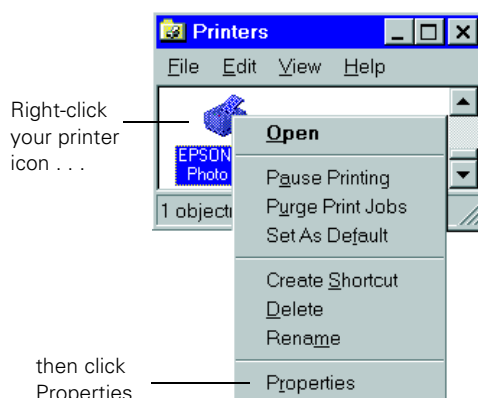 Printers
File Edit View Help
Right-click
your printer
icon . . .
EPSON
Photo
1 object
Open
Pause Printing
Purge Print Jobs
Set As Default
Create Shortcut
Delete
Rename
then click
Properties
Properties